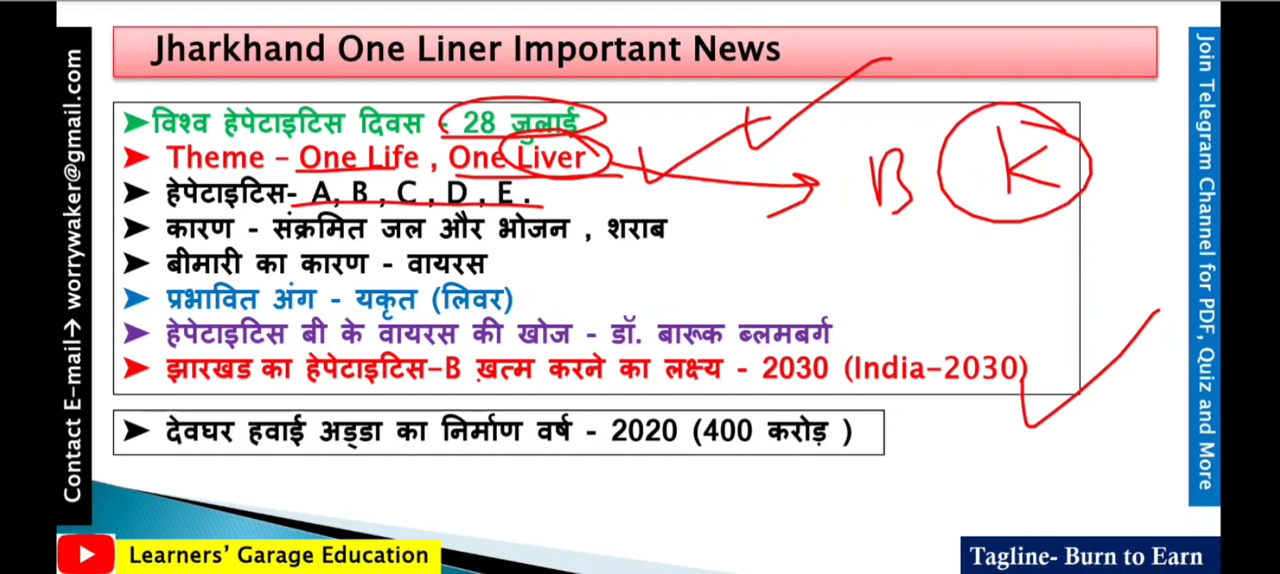 Jharkhand One Liner Important News
➤विश्व हेपेटाइटिस दिवस - 28 जुलाई
➤ Theme – One Life , One Liver
➤ हेपेटाइटिस- A, B , C , D , E .
➤ कारण - संक्रमित जल और भोजन , शराब
➤ बीमारी का कारण - वायरस
➤ प्रभावित अंग - यकृत (लिवर)
➤ हेपेटाइटिस बी के वायरस की खोज - डॉ. बारूक ब्लमबर्ग
➤ झारखड का हेपेटाइटिस-B ख़त्म करने का लक्ष्य - 2030 (India-2030)
B K
➤ देवघर हवाई अड्डा का निर्माण वर्ष - 2020 (400 करोड़ )
Contact E-mail→ worrywaker@gmail.com
Join Telegram Channel for PDF, Quiz and More
Learners' Garage Education
Tagline- Burn to Earn